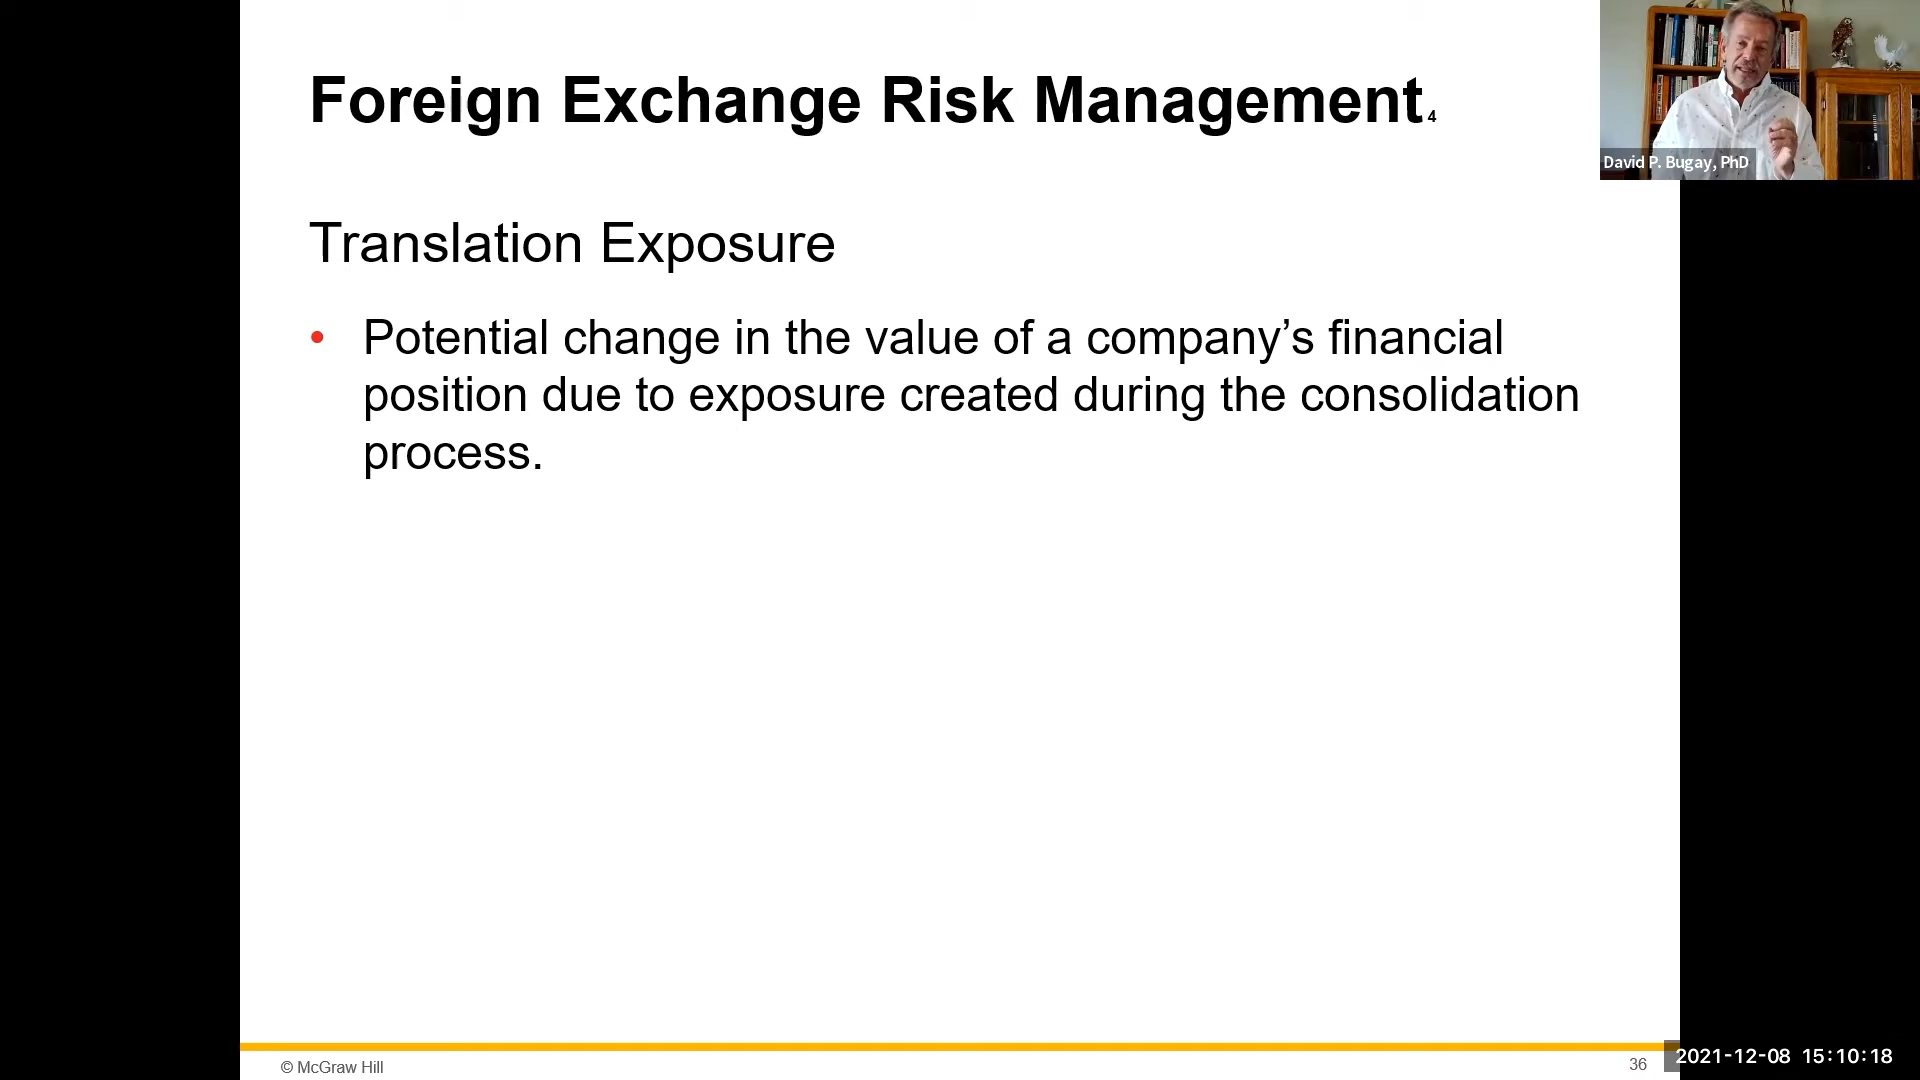 Foreign Exchange Risk Management 4
David P. Bugay, PhD
Translation Exposure
• Potential change in the value of a company’s financial
position due to exposure created during the consolidation
process.
© McGraw Hill
36
2021-12-08 15:10:18